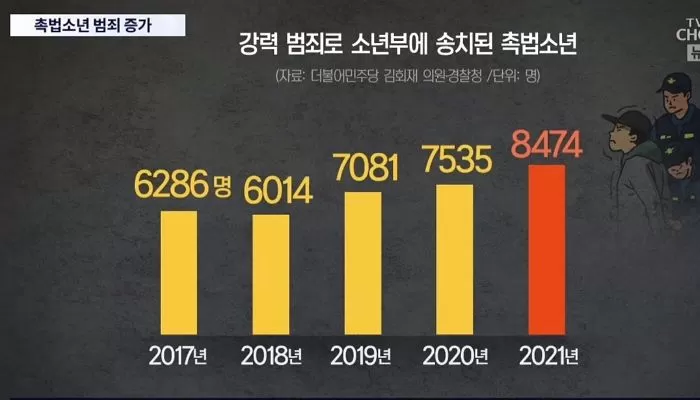 촉법소년 범죄 증가
TV
CHO
뉴
강력 범죄로 소년부에 송치된 촉법소년
(자료: 더불어민주당 김회재 의원·경찰청 /단위: 명)
6286명 6014 7081 7535 8474
2017년 2018년 2019년 2020년 2021년